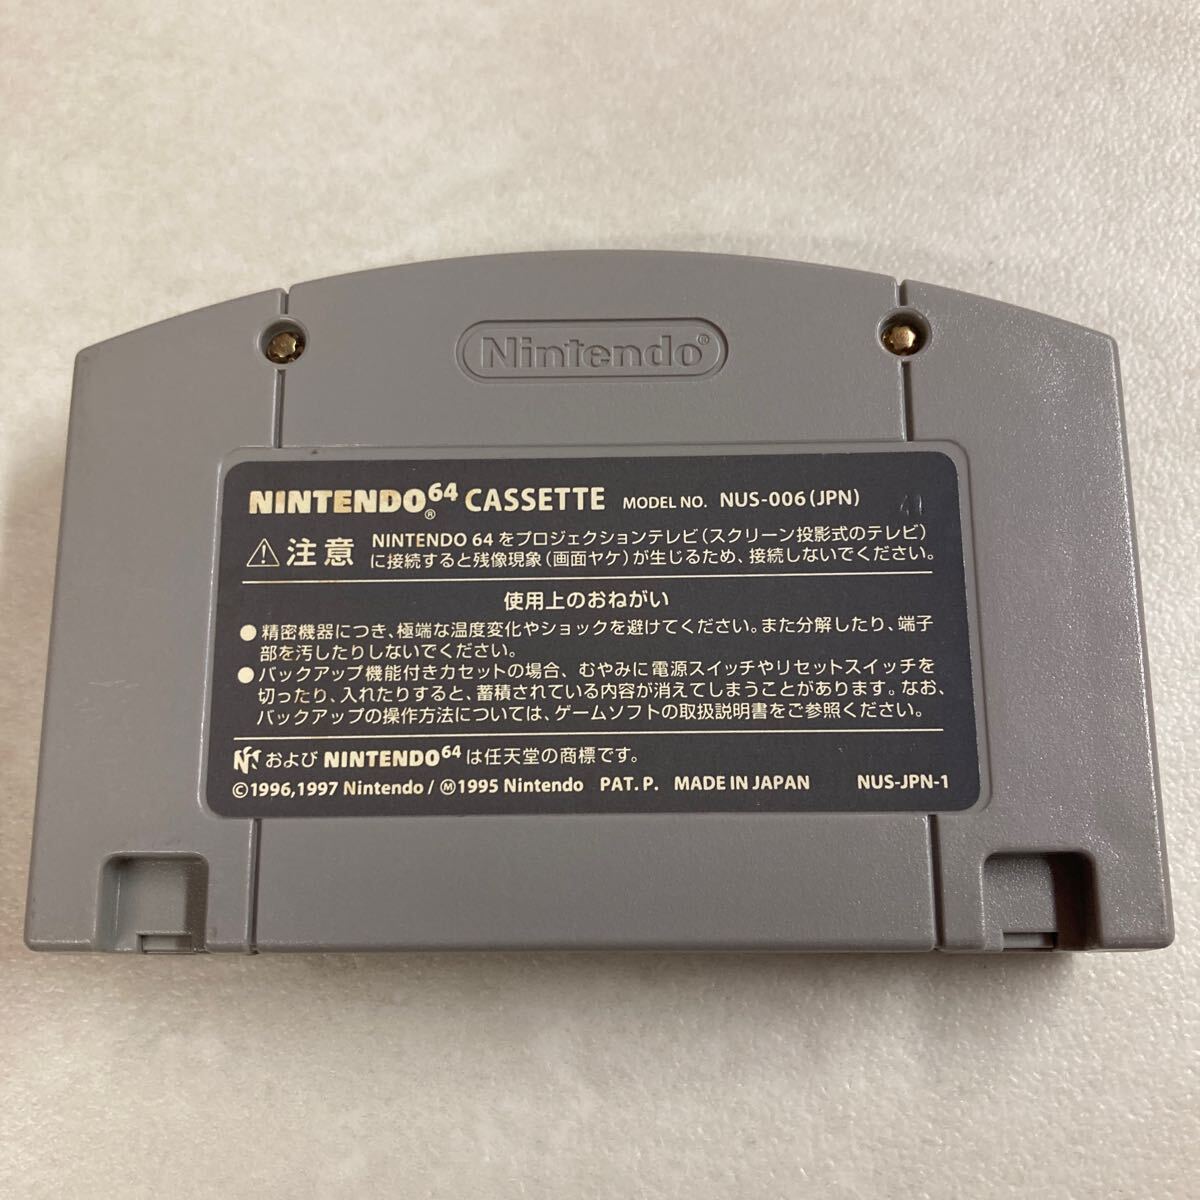 Nintendo®
NINTENDO64® CASSETTE MODEL NO. NUS-006(JPN)
⚠注意 NINTENDO 64 をプロジェクションテレビ(スクリーン投影式のテレビ)
に接続すると残像現象(画面ヤケ)が生じるため、接続しないでください。
使用上のおねがい
●精密機器につき、極端な温度変化やショックを避けてください。また分解したり、端子
部を汚したりしないでください。
●バックアップ機能付きカセットの場合、むやみに電源スイッチやリセットスイッチを
切ったり、入れたりすると、蓄積されている内容が消えてしまうことがあります。なお、
バックアップの操作方法については、ゲームソフトの取扱説明書をご参照ください。
および NINTENDO64 は任天堂の商標です。
©1996,1997 Nintendo / Ⓜ1995 Nintendo PAT. P. MADE IN JAPAN NUS-JPN-1